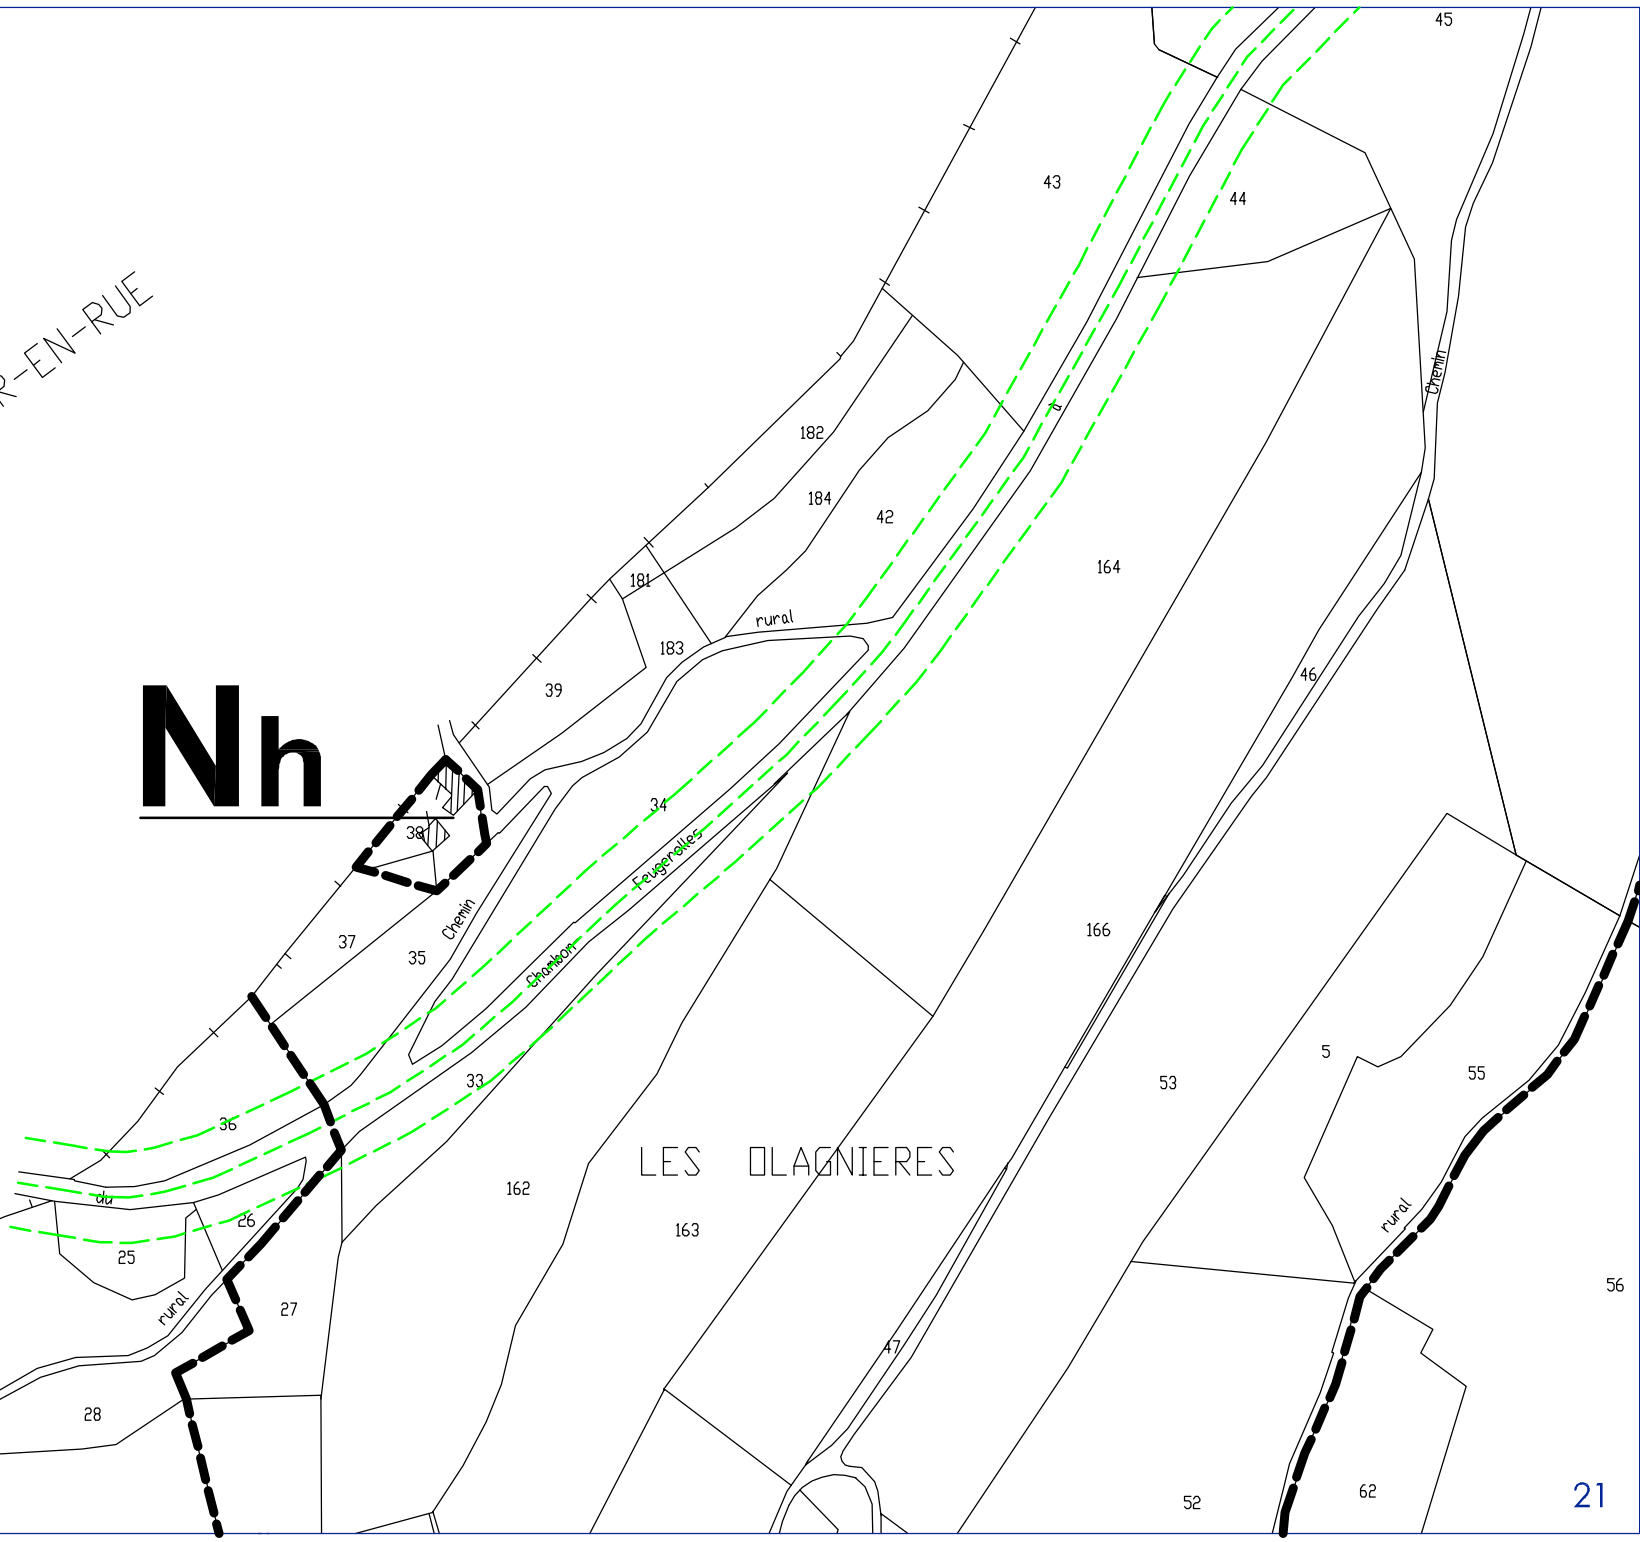 45
43
44
R-EN-RUE
Chemin
à
182
184
42
181
164
rural
183
46
39
Nh
34
38
Feugerolles
Chemin
37
35
Chambon
166
5
55
53
33
36
LES OLAGNIERES
162
du
26
163
rural
25
56
rural
27
47
28
62
52
21